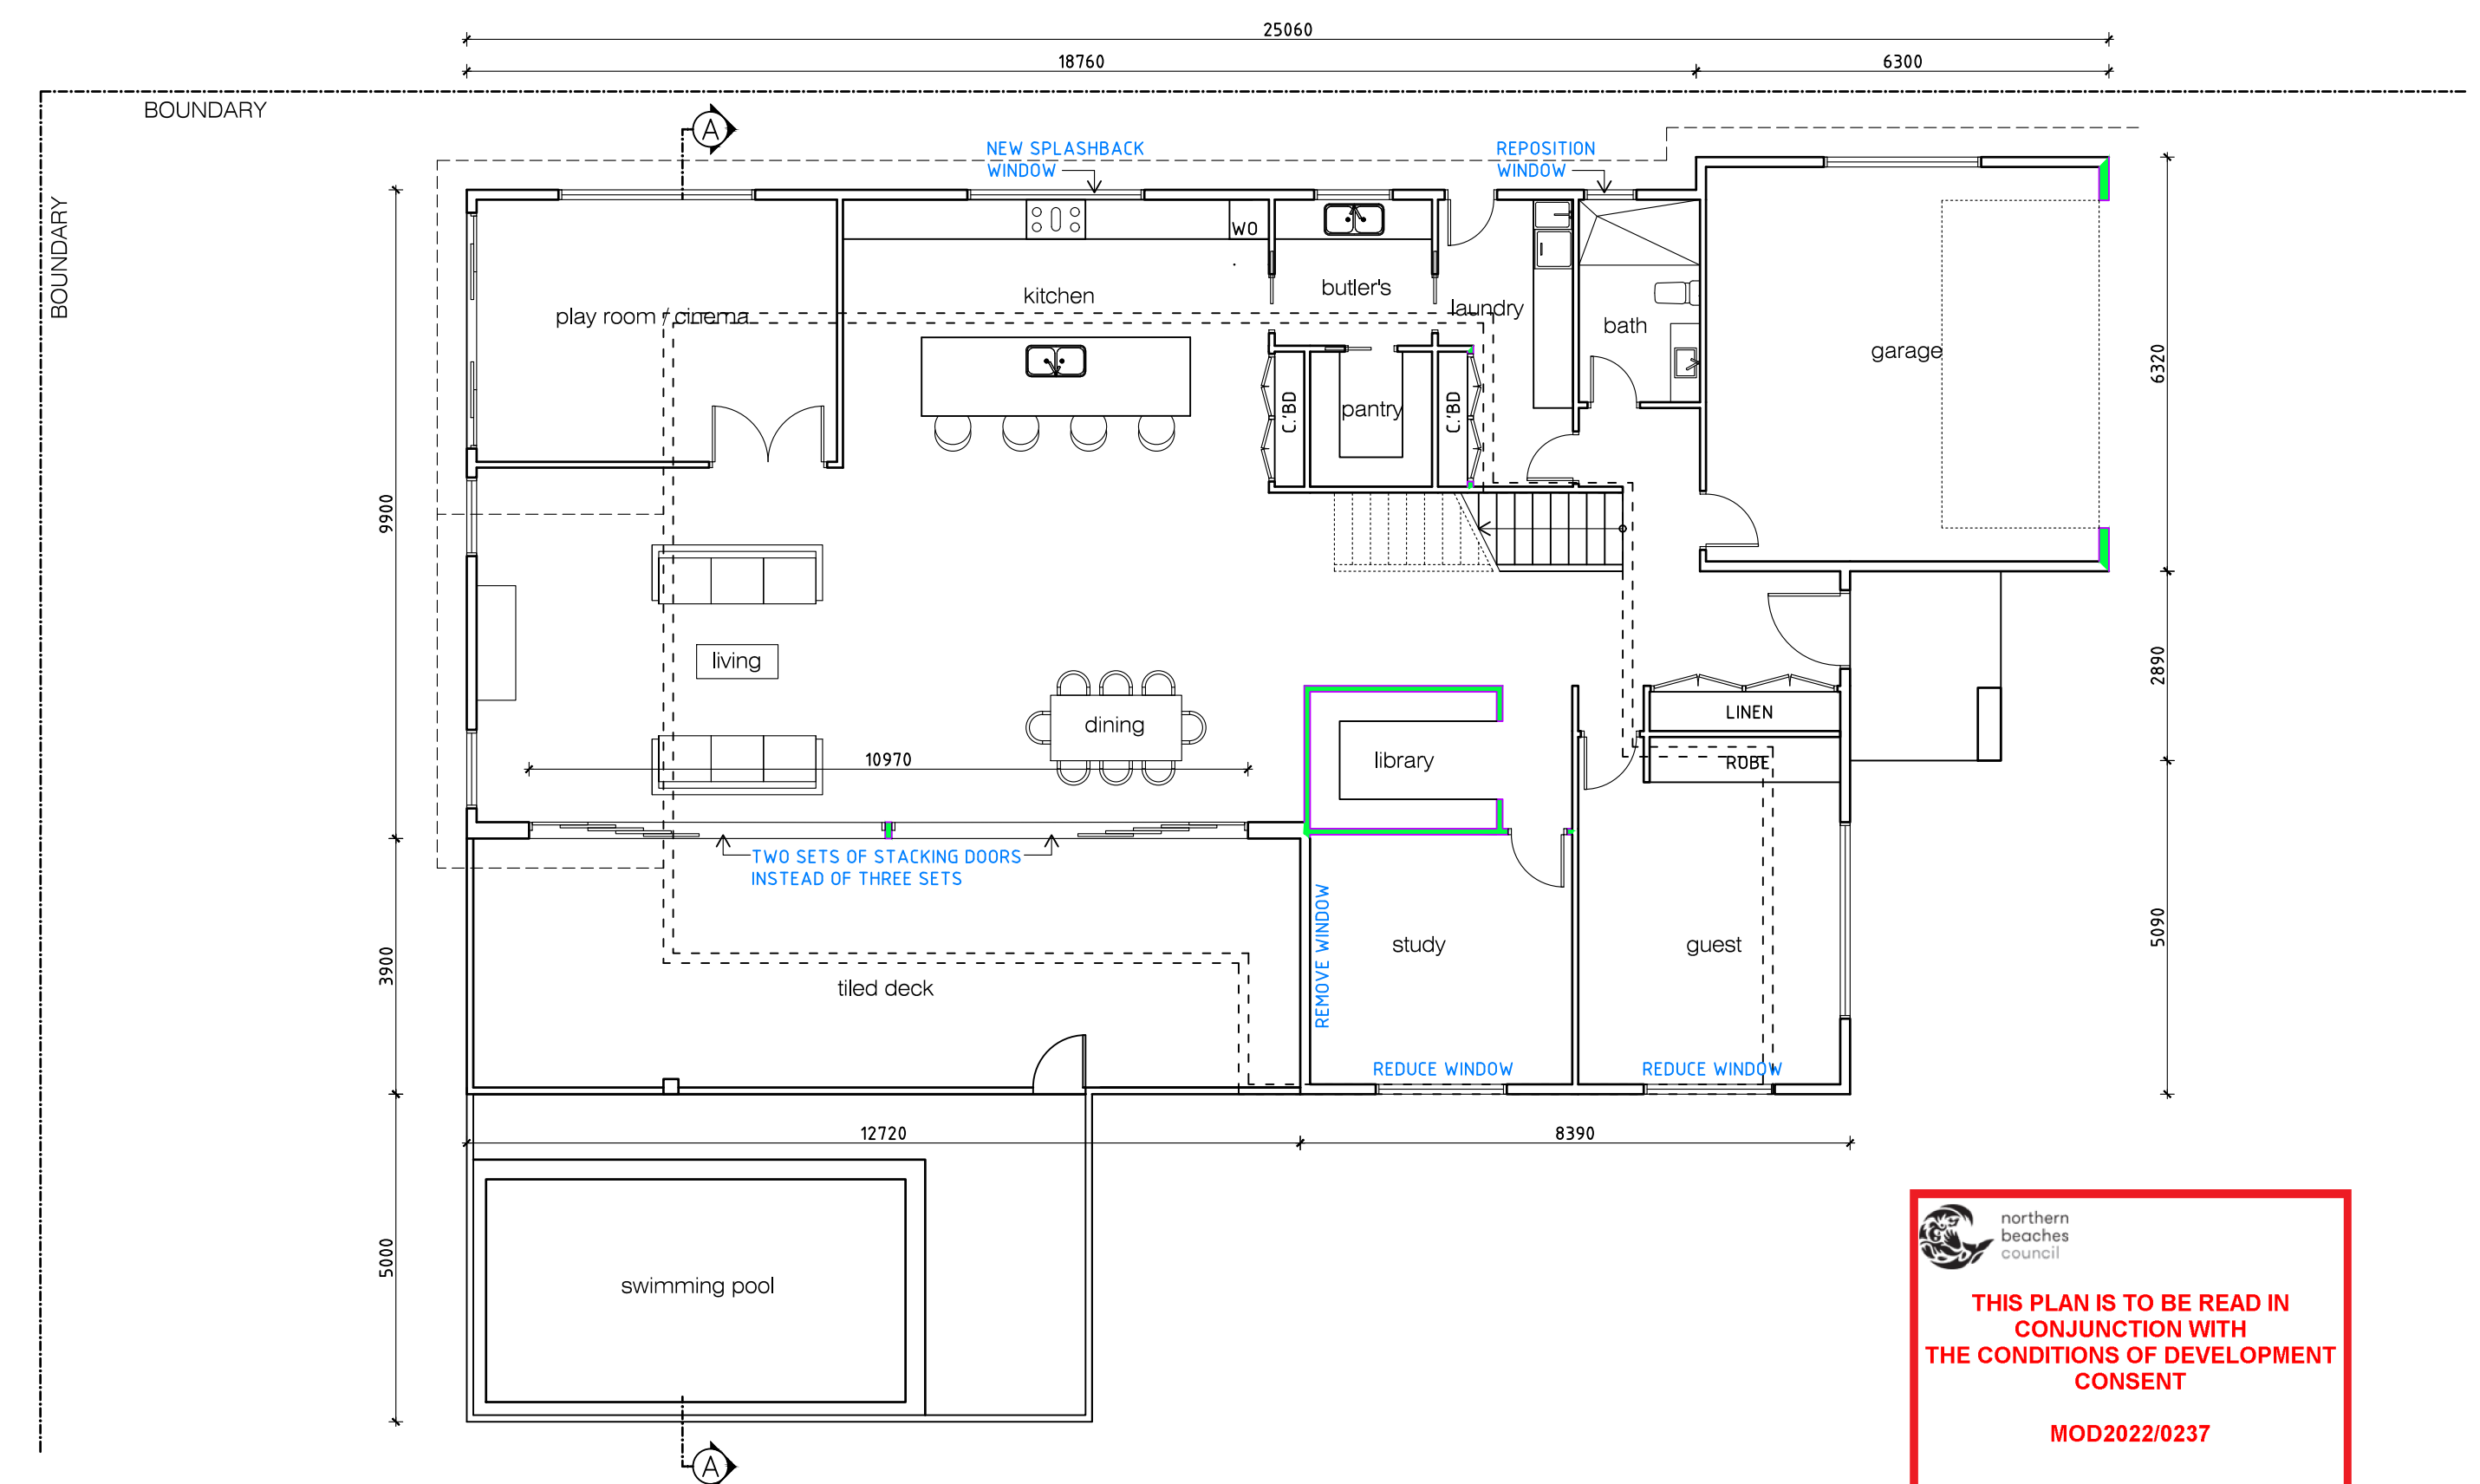 25060
18760
6300
BOUNDARY
BOUNDARY
A
NEW SPLASHBACK
WINDOW
REPOSITION
WINDOW
WO
kitchen
butler's
laundry
play room / cinema
bath
garage
6320
C.'BD
pantry
C.'BD
9900
living
dining
2890
LINEN
10970
library
ROBE
TWO SETS OF STACKING DOORS
INSTEAD OF THREE SETS
REMOVE WINDOW
study
guest
5090
3900
tiled deck
REDUCE WINDOW
REDUCE WINDOW
12720
8390
5000
swimming pool
A
northern
beaches
council
THIS PLAN IS TO BE READ IN
CONJUNCTION WITH
THE CONDITIONS OF DEVELOPMENT
CONSENT
MOD2022/0237